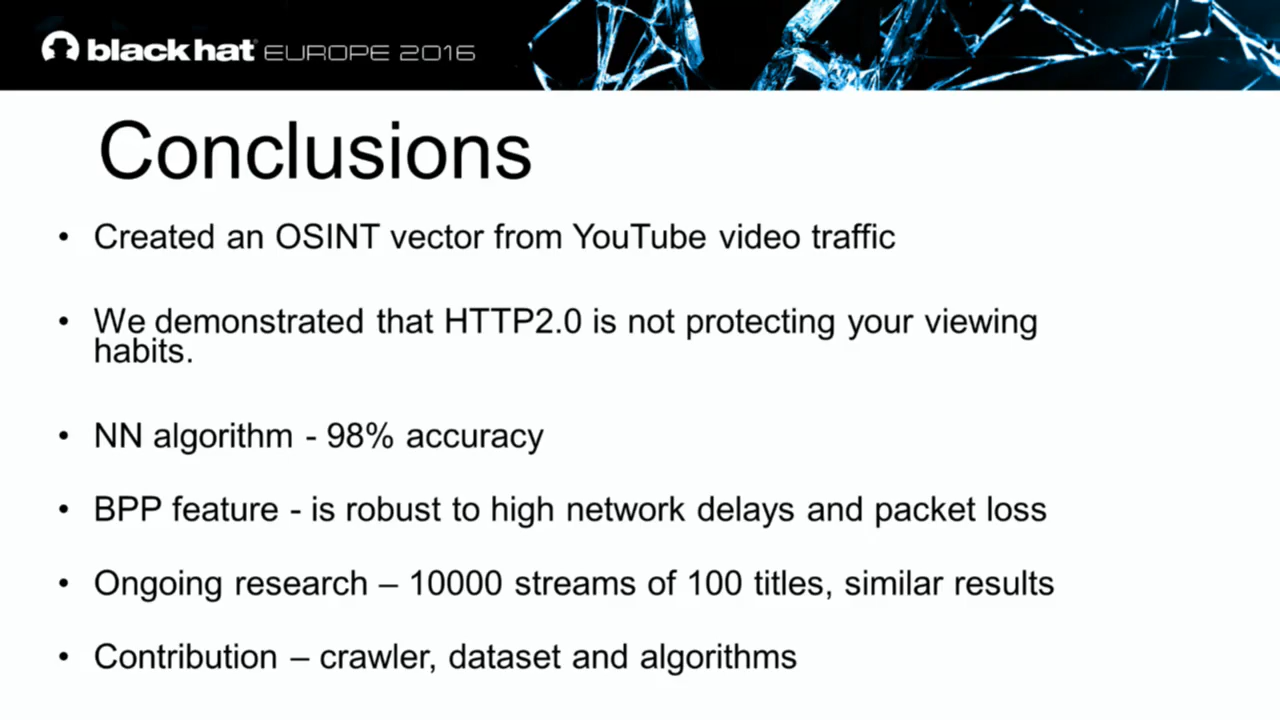 black hat EUROPE 2016
Conclusions
• Created an OSINT vector from YouTube video traffic
• We demonstrated that HTTP2.0 is not protecting your viewing
habits.
• NN algorithm - 98% accuracy
• BPP feature - is robust to high network delays and packet loss
• Ongoing research – 10000 streams of 100 titles, similar results
• Contribution – crawler, dataset and algorithms